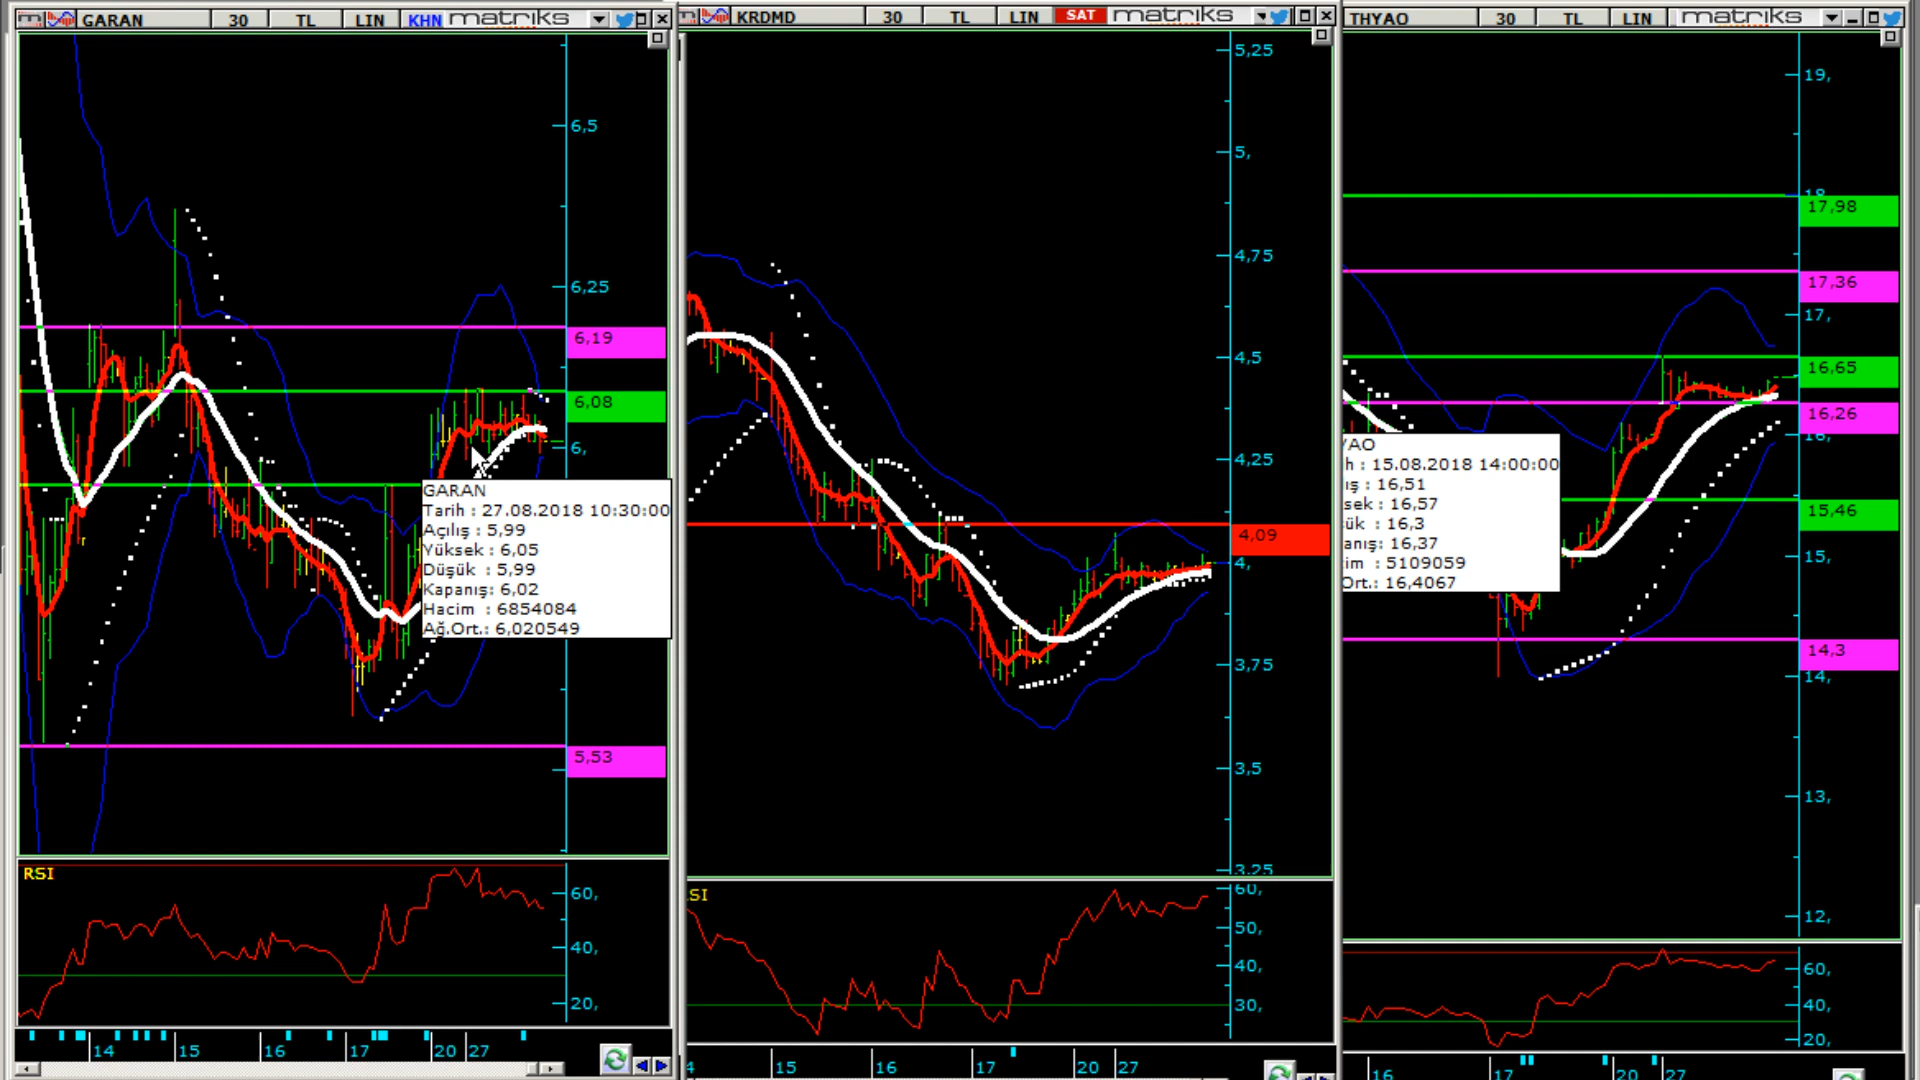 GARAN 30 TL LIN KHN matriks
6,5
6,25
6,19
6,08
6,
5,53
GARAN
Tarih : 27.08.2018 10:30:00
Açılış : 5,99
Yüksek : 6,05
Düşük : 5,99
Kapanış: 6,02
Hacim : 6854084
Ağ.Ort.: 6,020549
RSI
60,
40,
20,
14 15 16 17 20 27
KRDMD 30 TL LIN SAT matriks
5,25
5,
4,75
4,5
4,25
4,09
4,
3,75
3,5
3,25
SI
60,
50,
40,
30,
4 15 16 17 20 27
THYAO 30 TL LIN matriks
19,
18
17,98
17,36
17,
16,65
16,26
16,
15,46
15,
14,3
14,
13,
12,
YAO
h : 15.08.2018 14:00:00
ış : 16,51
sek : 16,57
ük : 16,3
anış: 16,37
im : 5109059
Ort.: 16,4067
60,
40,
20,
16 17 20 27